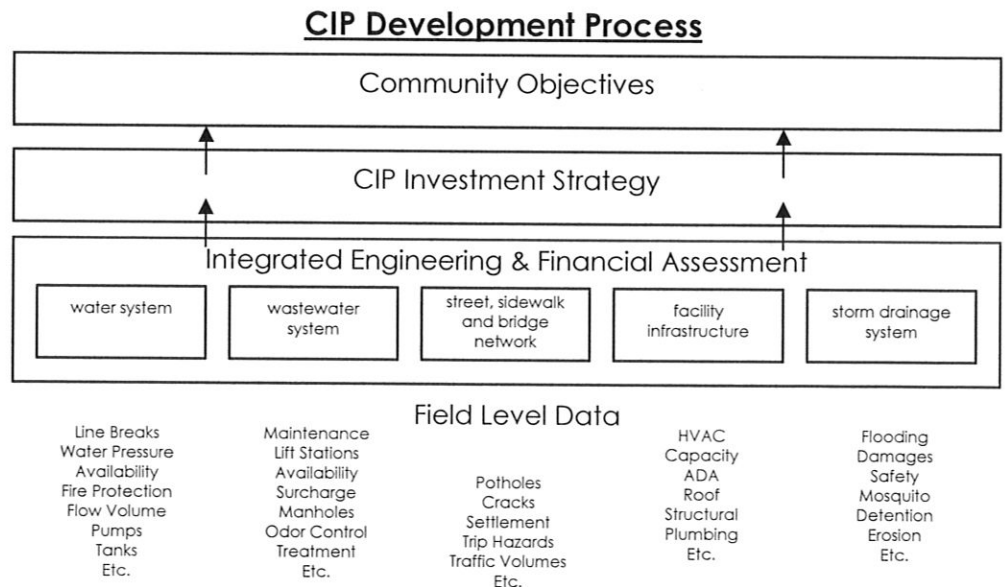 CIP Development Process
Community Objectives
CIP Investment Strategy
Integrated Engineering & Financial Assessment
water system
wastewater
system
street, sidewalk
and bridge
network
facility
infrastructure
storm drainage
system
Field Level Data
Line Breaks
Water Pressure
Availability
Fire Protection
Flow Volume
Pumps
Tanks
Etc.
Maintenance
Lift Stations
Availability
Surcharge
Manholes
Odor Control
Treatment
Etc.
Potholes
Cracks
Settlement
Trip Hazards
Traffic Volumes
Etc.
HVAC
Capacity
ADA
Roof
Structural
Plumbing
Etc.
Flooding
Damages
Safety
Mosquito
Detention
Erosion
Etc.